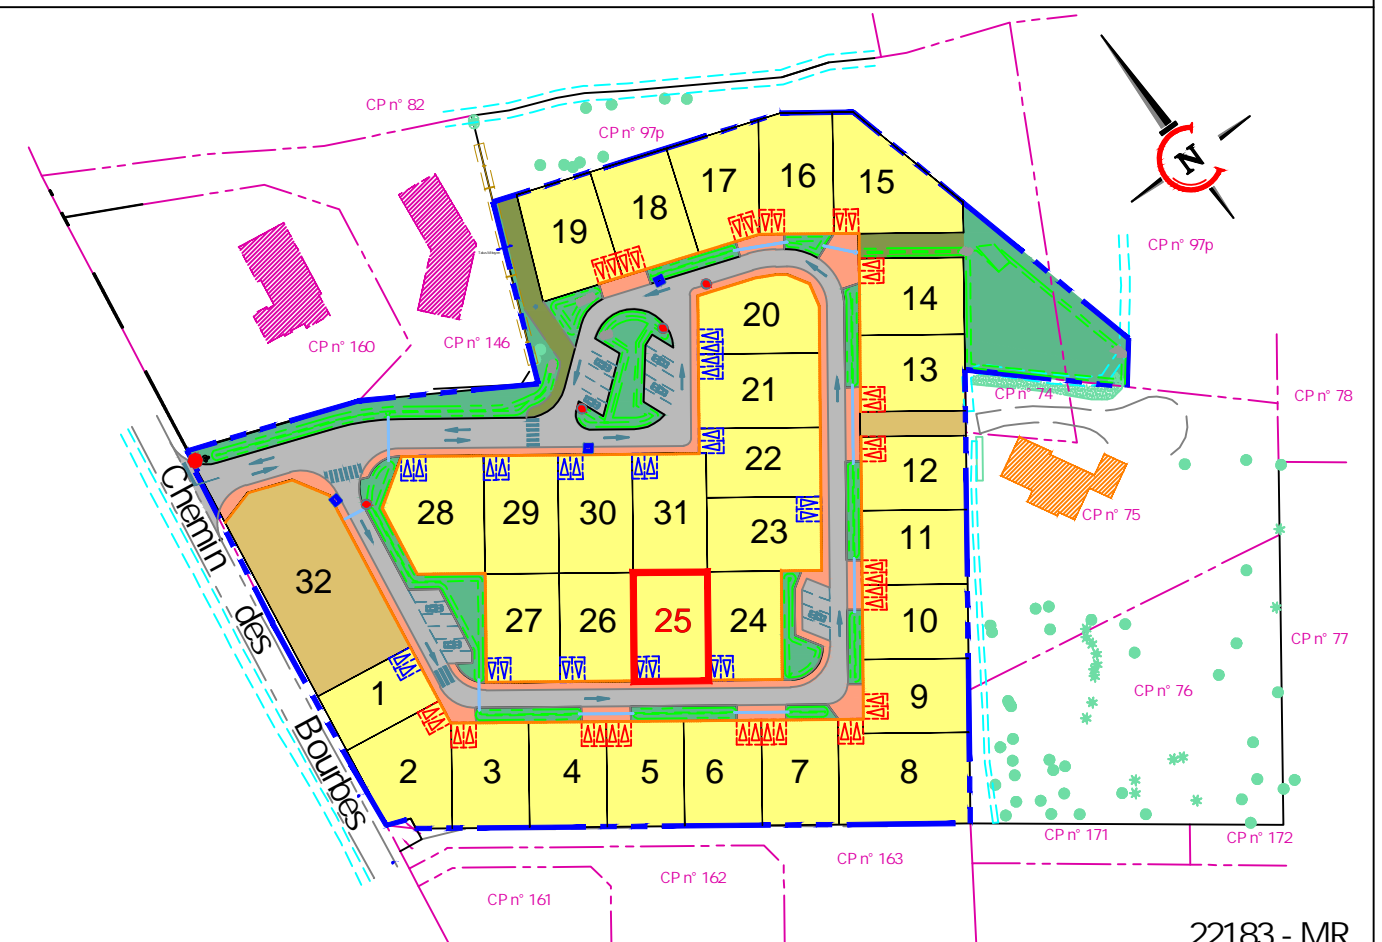 CP n° 82
CP n° 97p
N
17
16
15
18
19
CP n° 97p
14
20
CP n° 160
CP n° 146
13
21
CP n° 74
CP n° 78
22
12
28
29
30
31
CP n° 75
23
11
Chemin
des
Bourbes
32
27
26
25
24
10
CP n° 77
1
9
CP n° 76
2
3
4
5
6
7
8
CP n° 171
CP n° 172
CP n° 163
CP n° 162
CP n° 161
22183 - MR